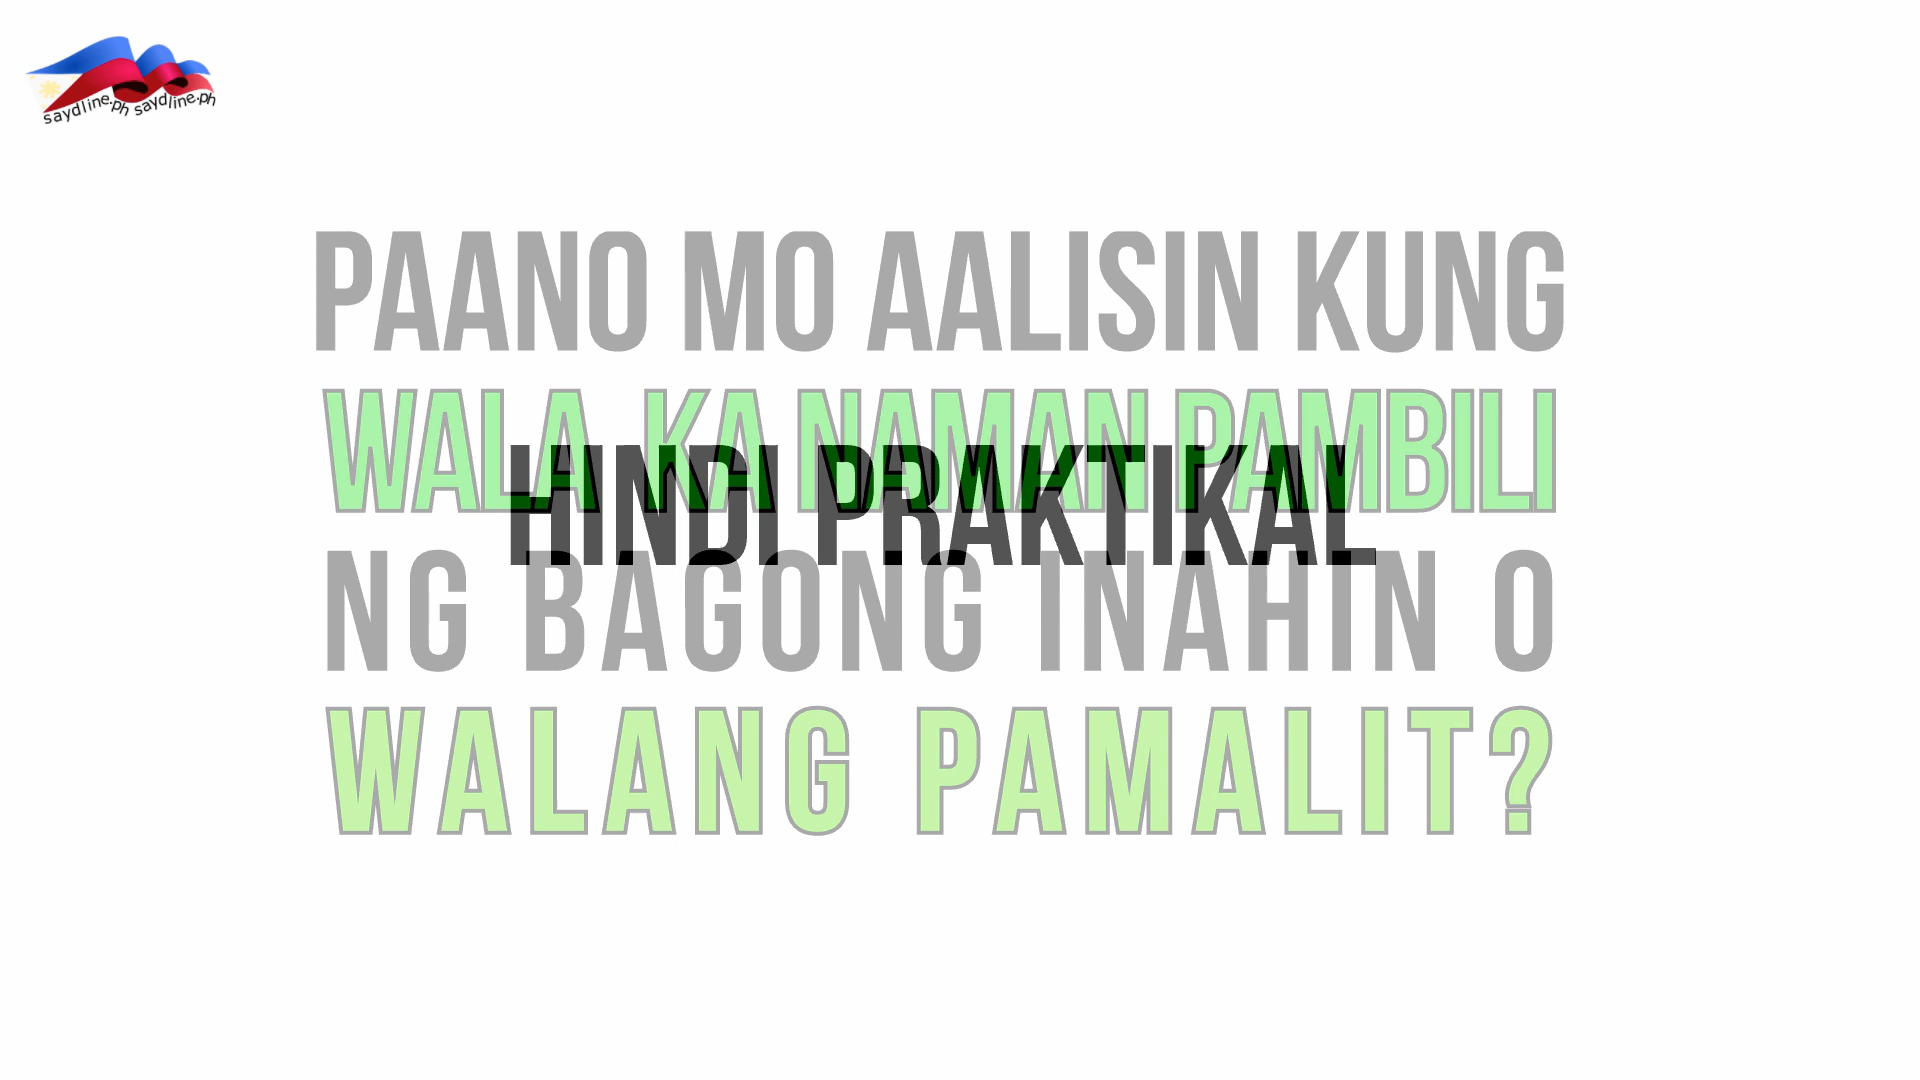 saydline.ph saydline.ph
PAANO MO AALISIN KUNG
WALA KA NAMAN PAMBILI
HINDI PRAKTIKAL
NG BAGONG INAHIN O
WALANG PAMALIT?